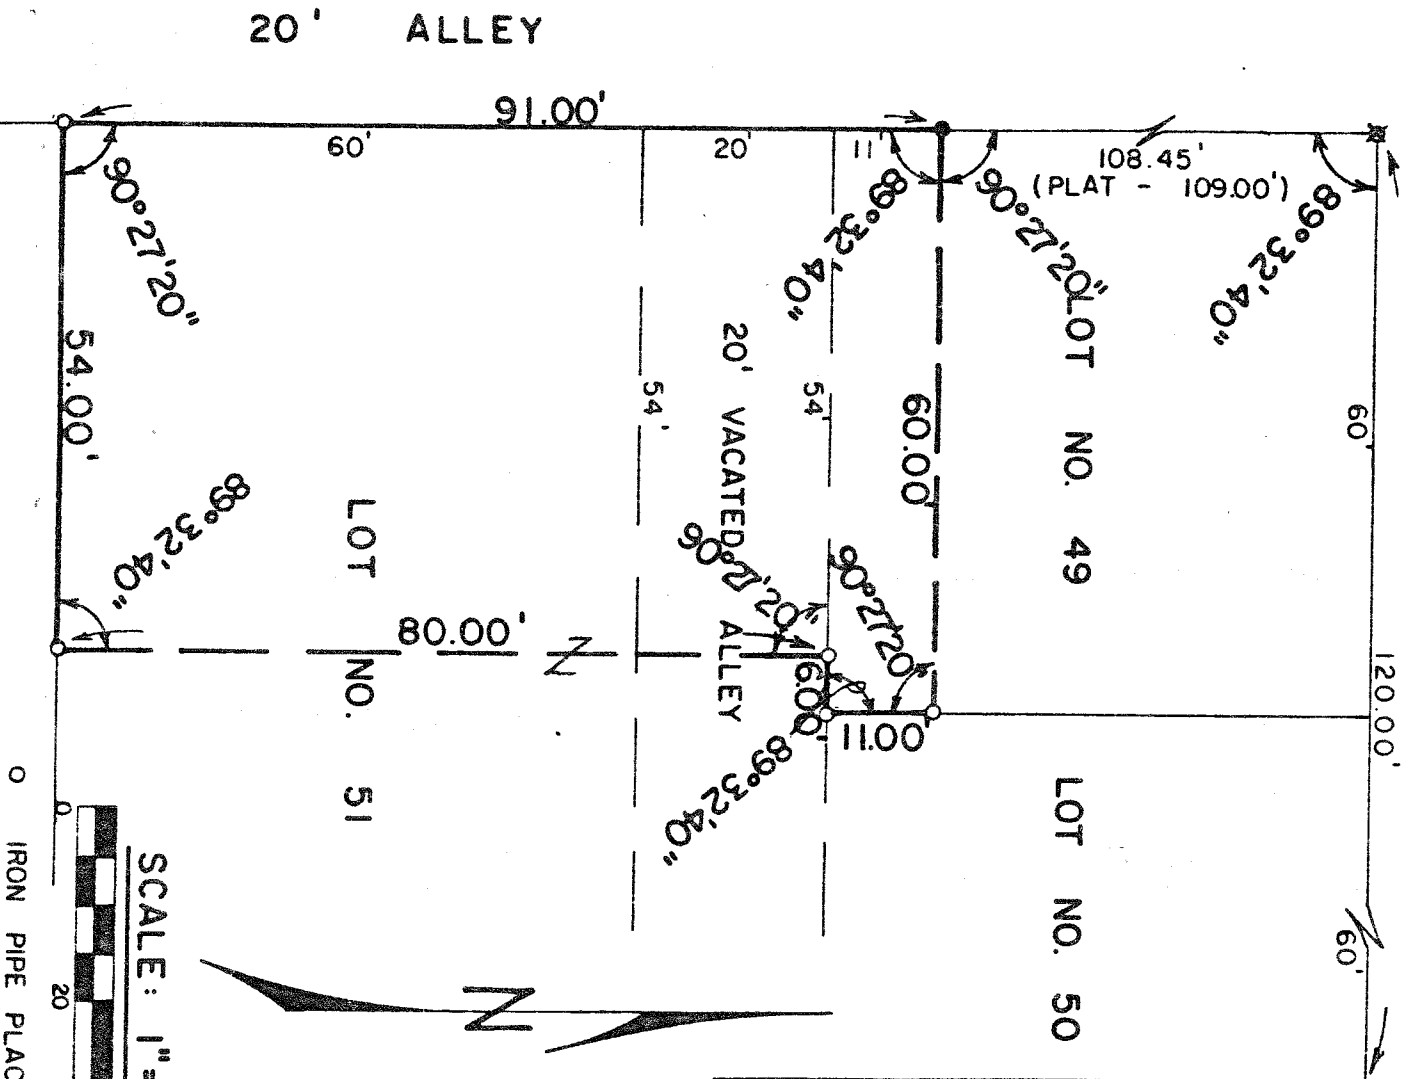 20' ALLEY
91.00'
60'
20'
11'
108.45'
(PLAT - 109.00')
90°27'20"
89°32'40"
90°27'20"
89°32'40"
54.00'
54'
20' VACATED ALLEY
54'
60.00'
LOT NO. 49
60'
89°32'40"
LOT NO. 51
90°27'20"
90°27'20"
80.00'
N
6.00'
11.00'
120.00'
89°32'40"
LOT NO. 50
60'
N
SCALE: 1"=
0 20
O IRON PIPE PLAC